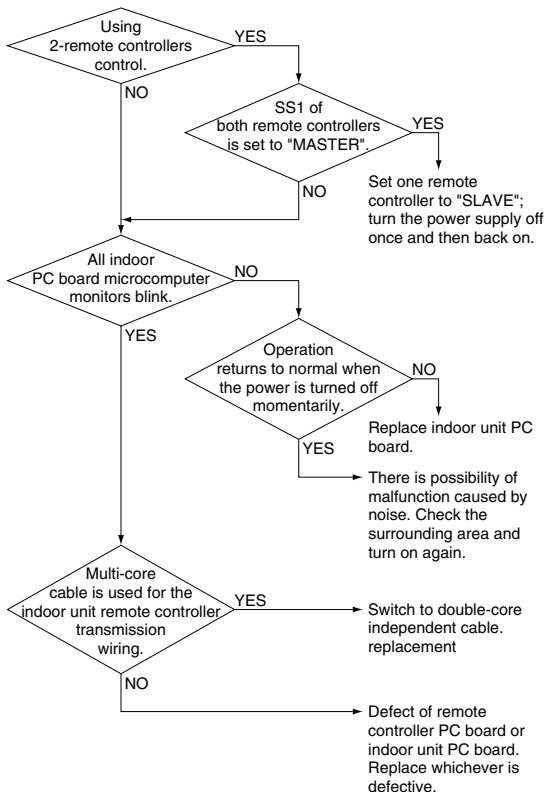 Using
2-remote controllers
control.
YES
NO
SS1 of
both remote controllers
is set to "MASTER".
YES
NO
Set one remote
controller to "SLAVE";
turn the power supply off
once and then back on.
All indoor
PC board microcomputer
monitors blink.
NO
YES
Operation
returns to normal when
the power is turned off
momentarily.
NO
YES
Replace indoor unit PC
board.
There is possibility of
malfunction caused by
noise. Check the
surrounding area and
turn on again.
Multi-core
cable is used for the
indoor unit remote controller
transmission
wiring.
YES
NO
Switch to double-core
independent cable.
replacement
Defect of remote
controller PC board or
indoor unit PC board.
Replace whichever is
defective.